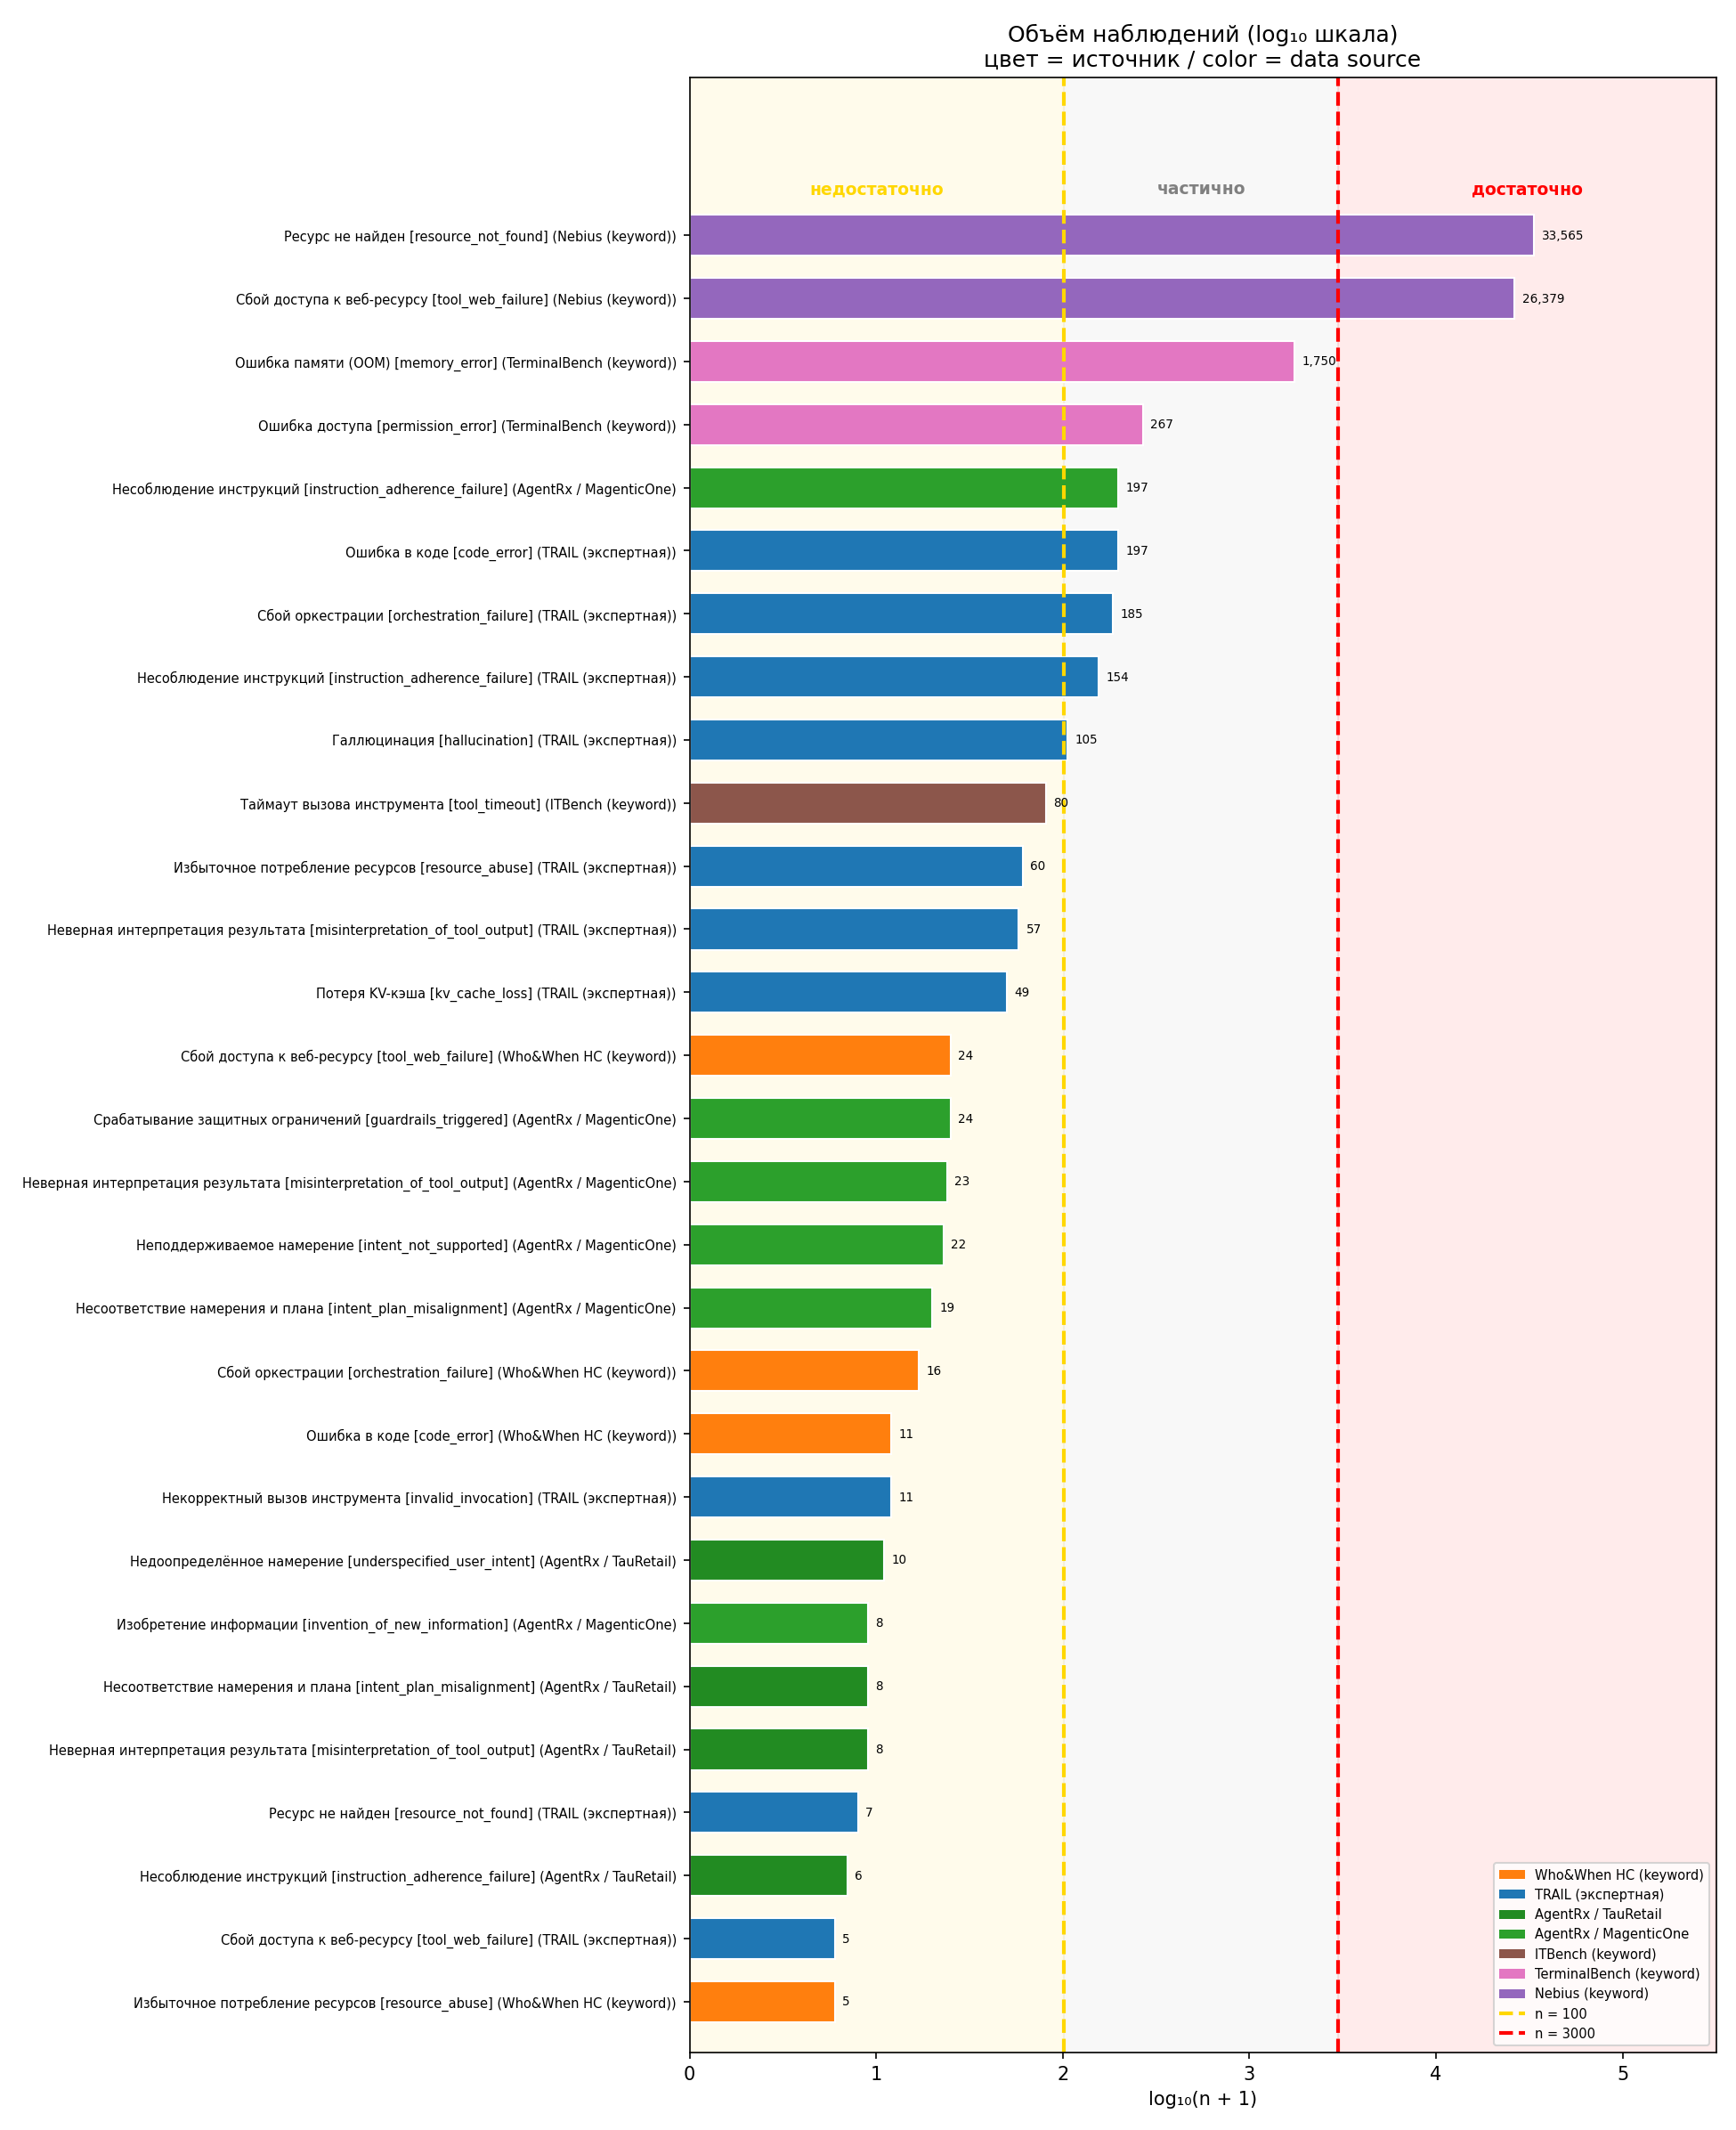 Объём наблюдений (log₁₀ шкала)
цвет = источник / color = data source
недостаточно
частично
достаточно
Ресурс не найден [resource_not_found] (Nebius (keyword))
33,565
Сбой доступа к веб-ресурсу [tool_web_failure] (Nebius (keyword))
26,379
Ошибка памяти (OOM) [memory_error] (TerminalBench (keyword))
1,750
Ошибка доступа [permission_error] (TerminalBench (keyword))
267
Несоблюдение инструкций [instruction_adherence_failure] (AgentRx / MagenticOne)
197
Ошибка в коде [code_error] (TRAIL (экспертная))
197
Сбой оркестрации [orchestration_failure] (TRAIL (экспертная))
185
Несоблюдение инструкций [instruction_adherence_failure] (TRAIL (экспертная))
154
Галлюцинация [hallucination] (TRAIL (экспертная))
105
Таймаут вызова инструмента [tool_timeout] (ITBench (keyword))
80
Избыточное потребление ресурсов [resource_abuse] (TRAIL (экспертная))
60
Неверная интерпретация результата [misinterpretation_of_tool_output] (TRAIL (экспертная))
57
Потеря KV-кэша [kv_cache_loss] (TRAIL (экспертная))
49
Сбой доступа к веб-ресурсу [tool_web_failure] (Who&When HC (keyword))
24
Срабатывание защитных ограничений [guardrails_triggered] (AgentRx / MagenticOne)
24
Неверная интерпретация результата [misinterpretation_of_tool_output] (AgentRx / MagenticOne)
23
Неподдерживаемое намерение [intent_not_supported] (AgentRx / MagenticOne)
22
Несоответствие намерения и плана [intent_plan_misalignment] (AgentRx / MagenticOne)
19
Сбой оркестрации [orchestration_failure] (Who&When HC (keyword))
16
Ошибка в коде [code_error] (Who&When HC (keyword))
11
Некорректный вызов инструмента [invalid_invocation] (TRAIL (экспертная))
11
Недоопределённое намерение [underspecified_user_intent] (AgentRx / TauRetail)
10
Изобретение информации [invention_of_new_information] (AgentRx / MagenticOne)
8
Несоответствие намерения и плана [intent_plan_misalignment] (AgentRx / TauRetail)
8
Неверная интерпретация результата [misinterpretation_of_tool_output] (AgentRx / TauRetail)
8
Ресурс не найден [resource_not_found] (TRAIL (экспертная))
7
Несоблюдение инструкций [instruction_adherence_failure] (AgentRx / TauRetail)
6
Сбой доступа к веб-ресурсу [tool_web_failure] (TRAIL (экспертная))
5
Избыточное потребление ресурсов [resource_abuse] (Who&When HC (keyword))
5
Who&When HC (keyword)
TRAIL (экспертная)
AgentRx / TauRetail
AgentRx / MagenticOne
ITBench (keyword)
TerminalBench (keyword)
Nebius (keyword)
n = 100
n = 3000
0 1 2 3 4 5
log₁₀(n + 1)